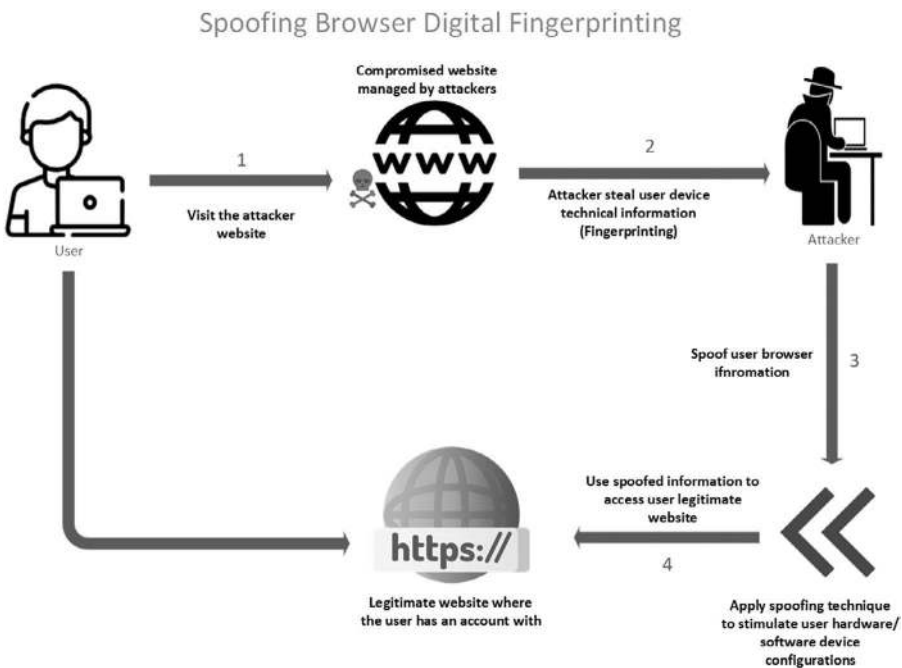 Spoofing Browser Digital Fingerprinting
Compromised website
managed by attackers
www
1
Visit the attacker
website
User
2
Attacker steal user device
technical information
(Fingerprinting)
Attacker
Spoof user browser
ifnromation
3
Use spoofed information to
access user legitimate
website
4
https://
Legitimate website where
the user has an account with
Apply spoofing technique
to stimulate user hardware/
software device
configurations